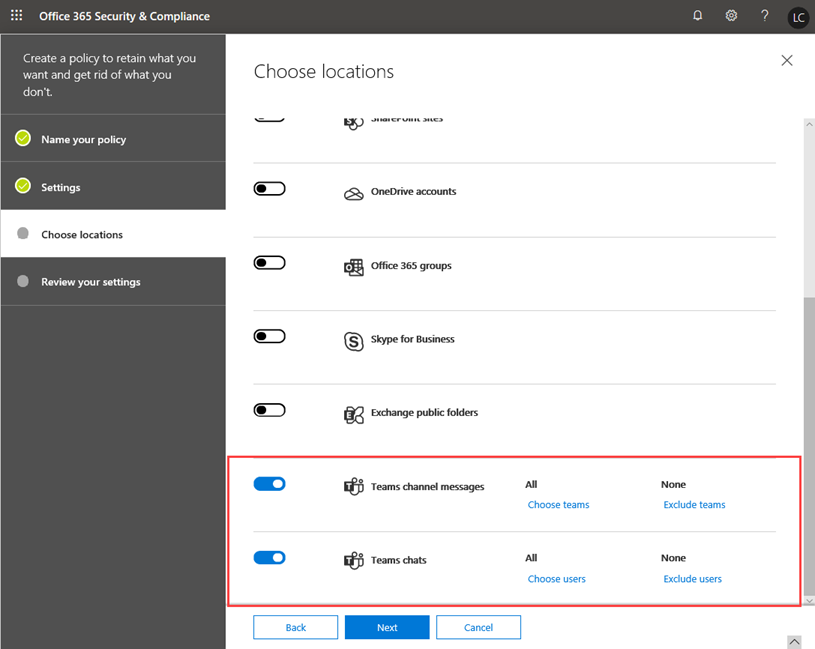 Office 365 Security & Compliance
?
LC
Create a policy to retain what you
want and get rid of what you
don't.
Name your policy
Settings
Choose locations
Review your settings
Choose locations
SharePoint sites
OneDrive accounts
Office 365 groups
Skype for Business
Exchange public folders
Teams channel messages All None
Choose teams Exclude teams
Teams chats All None
Choose users Exclude users
Back Next Cancel